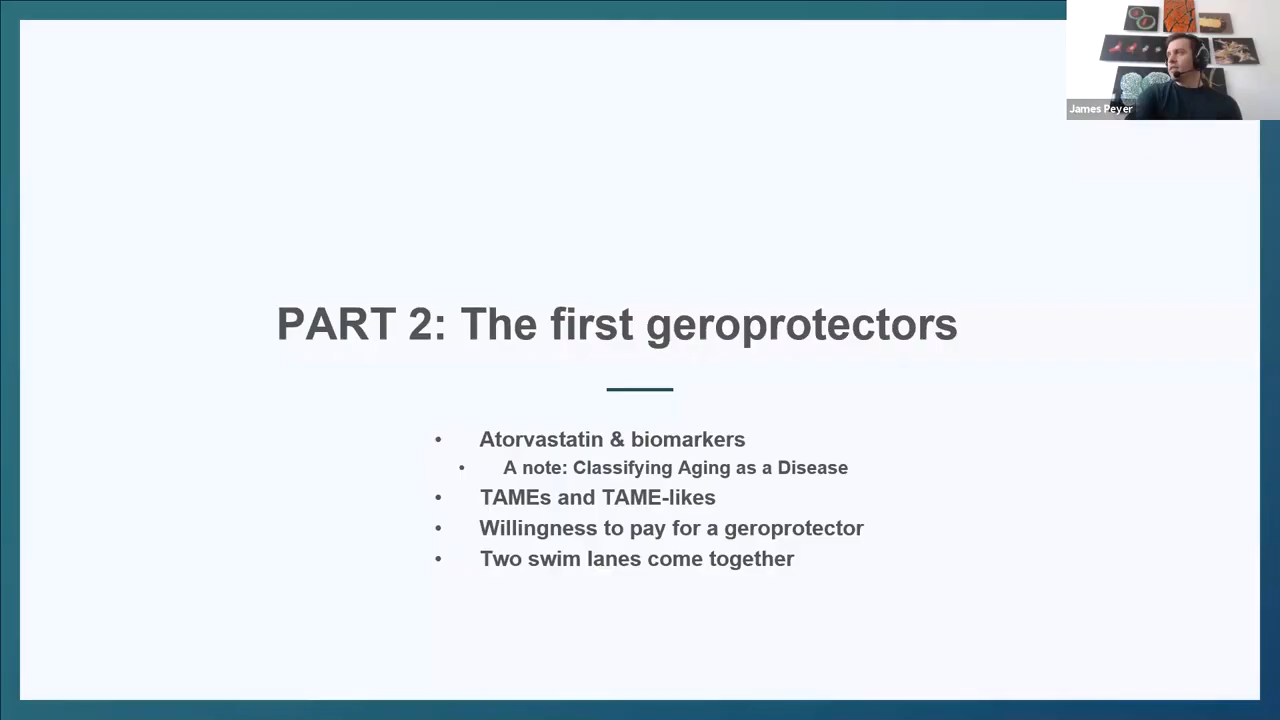 James Peyer
PART 2: The first geroprotectors
• Atorvastatin & biomarkers
• A note: Classifying Aging as a Disease
• TAMEs and TAME-likes
• Willingness to pay for a geroprotector
• Two swim lanes come together